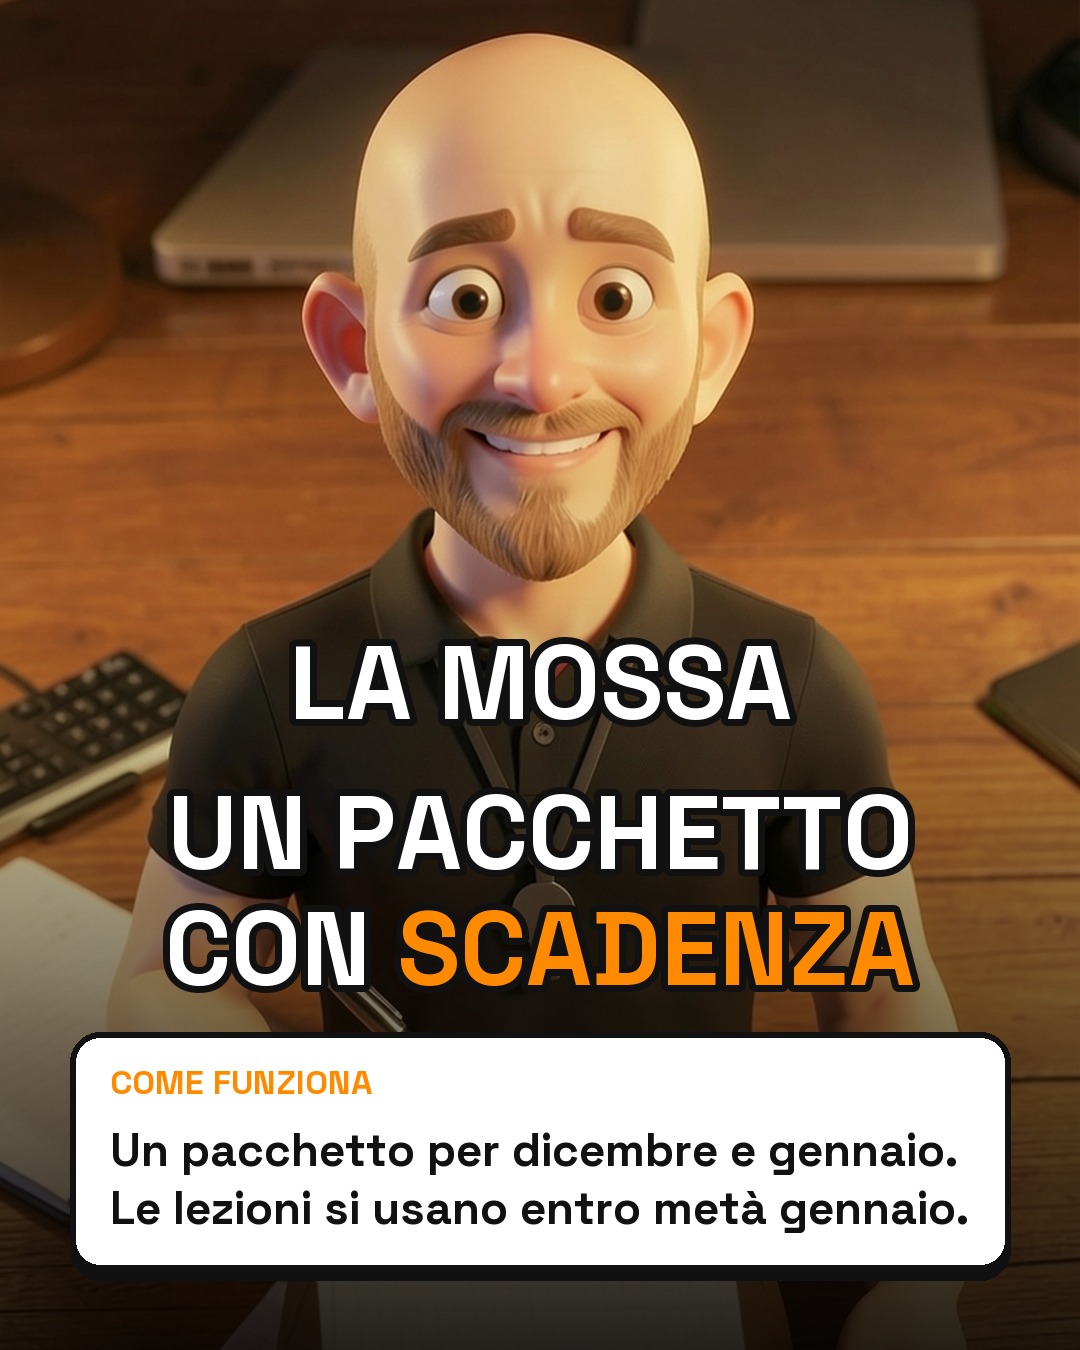 LA MOSSA
UN PACCHETTO
CON SCADENZA
COME FUNZIONA
Un pacchetto per dicembre e gennaio.
Le lezioni si usano entro metà gennaio.